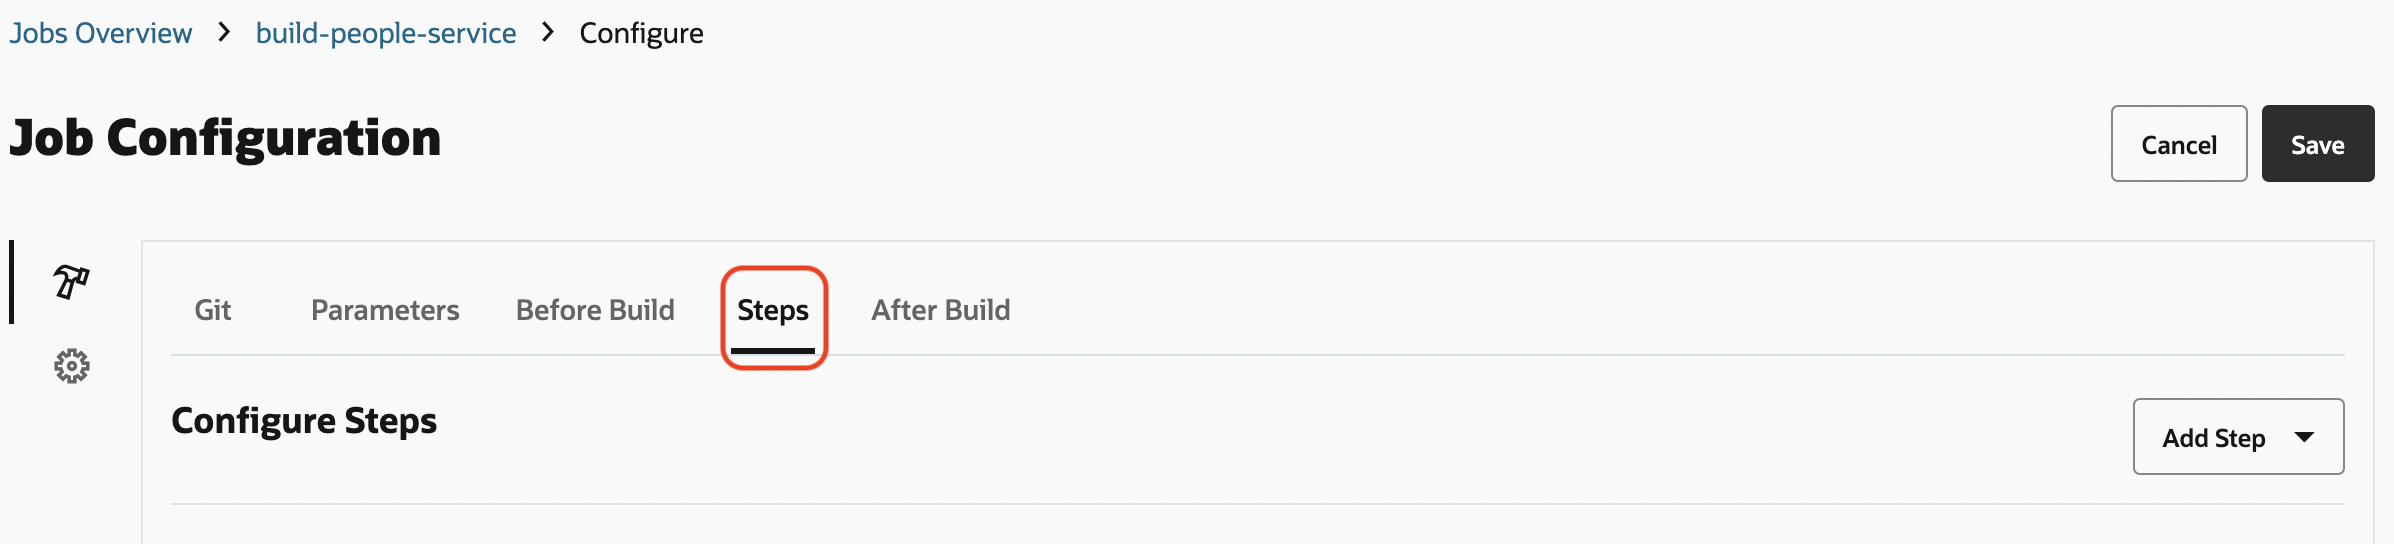 Jobs Overview > build-people-service > Configure
Job Configuration
Cancel
Save
Git
Parameters
Before Build
Steps
After Build
Configure Steps
Add Step